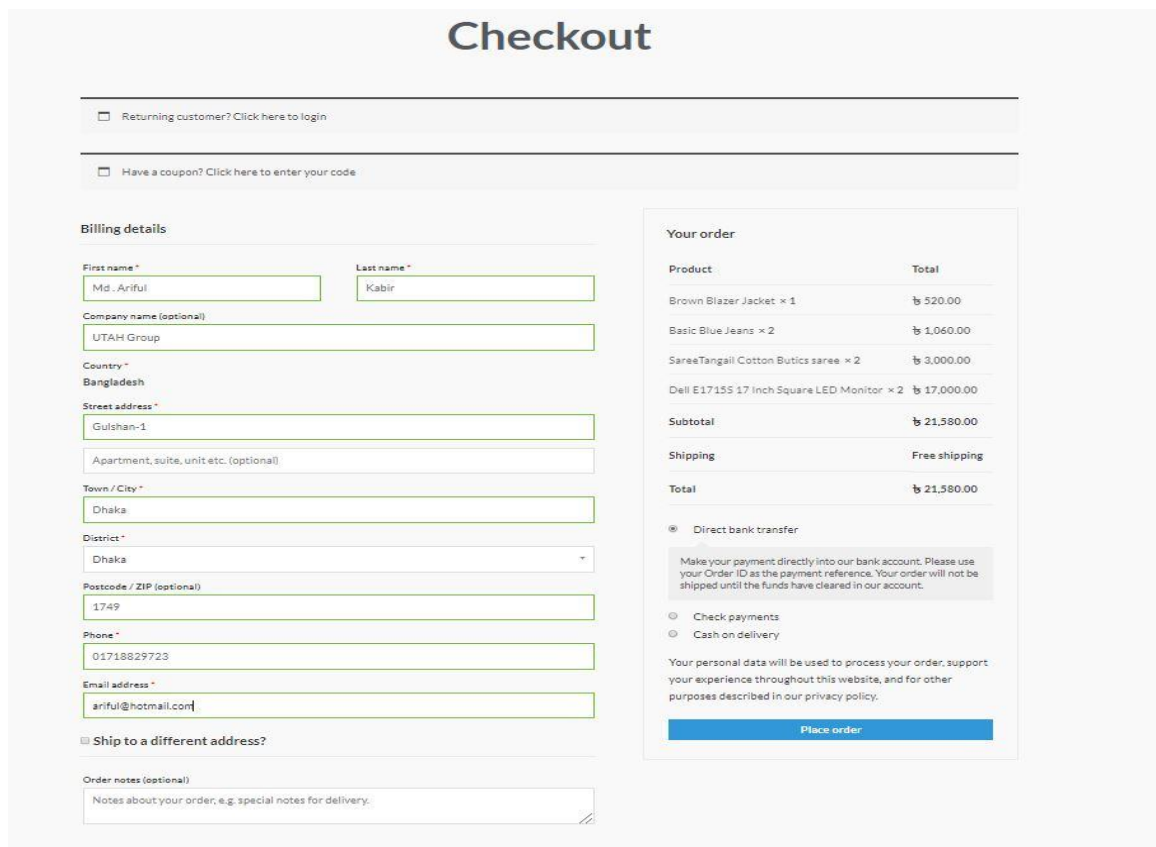 Checkout
Returning customer? Click here to login
Have a coupon? Click here to enter your code
Billing details
First name *
Last name *
Md . Ariful
Kabir
Company name (optional)
UTAH Group
Country *
Bangladesh
Street address *
Gulshan-1
Apartment, suite, unit etc. (optional)
Town / City *
Dhaka
District *
Dhaka
Postcode / ZIP (optional)
1749
Phone *
01718829723
Email address *
ariful@hotmail.com
Ship to a different address?
Order notes (optional)
Notes about your order, e.g. special notes for delivery.
Your order
Product Total
Brown Blazer Jacket × 1 ৳ 520.00
Basic Blue Jeans × 2 ৳ 1,060.00
SareeTangail Cotton Butics saree × 2 ৳ 3,000.00
Dell E1715S 17 Inch Square LED Monitor × 2 ৳ 17,000.00
Subtotal ৳ 21,580.00
Shipping Free shipping
Total ৳ 21,580.00
Direct bank transfer
Make your payment directly into our bank account. Please use
your Order ID as the payment reference. Your order will not be
shipped until the funds have cleared in our account.
Check payments
Cash on delivery
Your personal data will be used to process your order, support
your experience throughout this website, and for other
purposes described in our privacy policy.
Place order